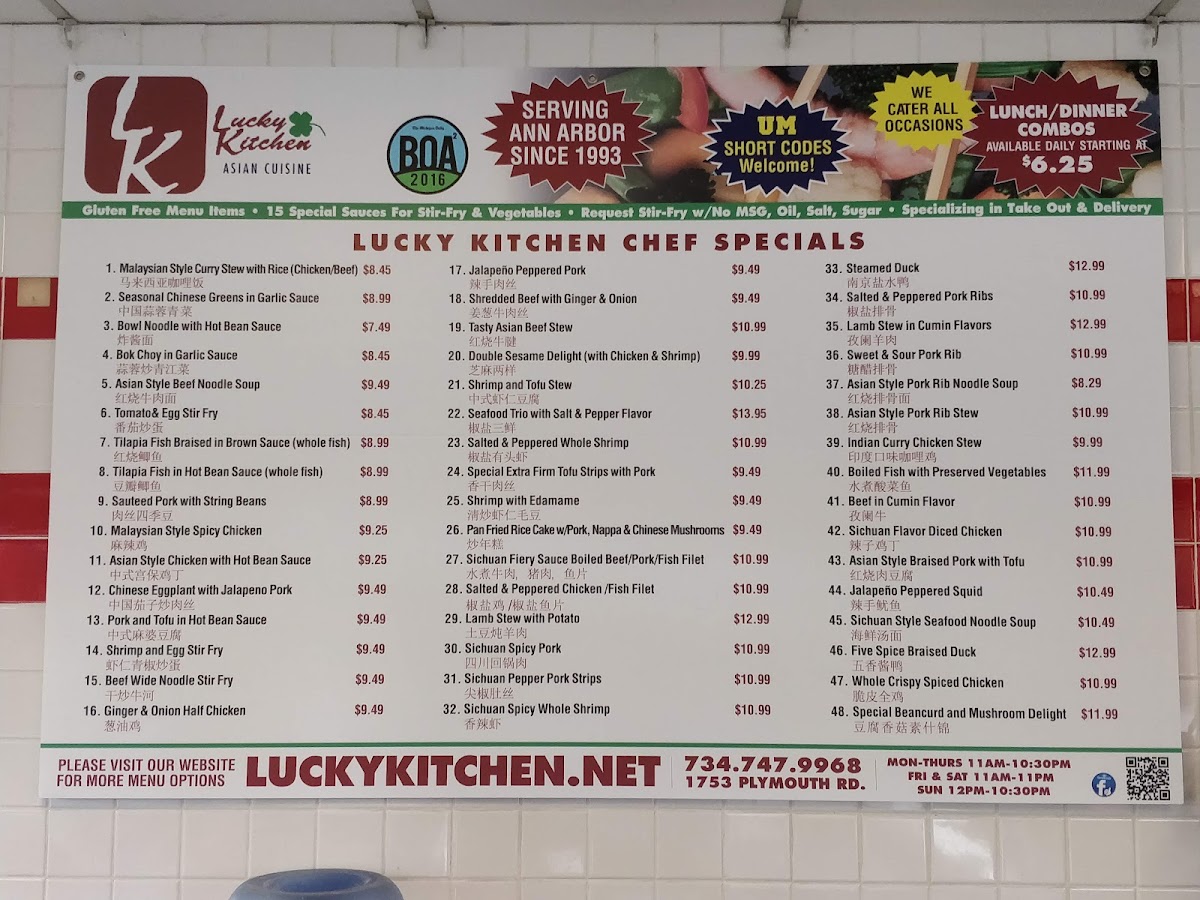 LK
Lucky
Kitchen
ASIAN CUISINE
The Michigan Daily
BOA2
2016
SERVING
ANN ARBOR
SINCE 1993
UM
SHORT CODES
Welcome!
WE
CATER ALL
OCCASIONS
LUNCH/DINNER
COMBOS
AVAILABLE DAILY STARTING AT
$6.25
Gluten Free Menu Items • 15 Special Sauces For Stir-Fry & Vegetables • Request Stir-Fry w/No MSG, Oil, Salt, Sugar • Specializing in Take Out & Delivery
LUCKY KITCHEN CHEF SPECIALS
1. Malaysian Style Curry Stew with Rice (Chicken/Beef) $8.45
马来西亚咖哩饭
2. Seasonal Chinese Greens in Garlic Sauce $8.99
中国蒜蓉青菜
3. Bowl Noodle with Hot Bean Sauce $7.49
炸酱面
4. Bok Choy in Garlic Sauce $8.45
蒜蓉炒青江菜
5. Asian Style Beef Noodle Soup $9.49
红烧牛肉面
6. Tomato& Egg Stir Fry $8.45
番茄炒蛋
7. Tilapia Fish Braised in Brown Sauce (whole fish) $8.99
红烧鲫鱼
8. Tilapia Fish in Hot Bean Sauce (whole fish) $8.99
豆瓣鲫鱼
9. Sauteed Pork with String Beans $8.99
肉丝四季豆
10. Malaysian Style Spicy Chicken $9.25
麻辣鸡
11. Asian Style Chicken with Hot Bean Sauce $9.25
中式宫保鸡丁
12. Chinese Eggplant with Jalapeno Pork $9.49
中国茄子炒肉丝
13. Pork and Tofu in Hot Bean Sauce $9.49
中式麻婆豆腐
14. Shrimp and Egg Stir Fry $9.49
虾仁青椒炒蛋
15. Beef Wide Noodle Stir Fry $9.49
干炒牛河
16. Ginger & Onion Half Chicken $9.49
葱油鸡
17. Jalapeño Peppered Pork $9.49
辣手肉丝
18. Shredded Beef with Ginger & Onion $9.49
姜葱牛肉丝
19. Tasty Asian Beef Stew $10.99
红烧牛腱
20. Double Sesame Delight (with Chicken & Shrimp) $9.99
芝麻两样
21. Shrimp and Tofu Stew $10.25
中式虾仁豆腐
22. Seafood Trio with Salt & Pepper Flavor $13.95
椒盐三鲜
23. Salted & Peppered Whole Shrimp $10.99
椒盐有头虾
24. Special Extra Firm Tofu Strips with Pork $9.49
香干肉丝
25. Shrimp with Edamame $9.49
清炒虾仁毛豆
26. Pan Fried Rice Cake w/Pork, Nappa & Chinese Mushrooms $9.49
炒年糕
27. Sichuan Fiery Sauce Boiled Beef/Pork/Fish Filet $10.99
水煮牛肉, 猪肉, 鱼片
28. Salted & Peppered Chicken /Fish Filet $10.99
椒盐鸡 /椒盐鱼片
29. Lamb Stew with Potato $12.99
土豆炖羊肉
30. Sichuan Spicy Pork $10.99
四川回锅肉
31. Sichuan Pepper Pork Strips $10.99
尖椒肚丝
32. Sichuan Spicy Whole Shrimp $10.99
香辣虾
33. Steamed Duck $12.99
南京盐水鸭
34. Salted & Peppered Pork Ribs $10.99
椒盐排骨
35. Lamb Stew in Cumin Flavors $12.99
孜阑羊肉
36. Sweet & Sour Pork Rib $10.99
糖醋排骨
37. Asian Style Pork Rib Noodle Soup $8.29
红烧排骨面
38. Asian Style Pork Rib Stew $10.99
红烧排骨
39. Indian Curry Chicken Stew $9.99
印度口味咖哩鸡
40. Boiled Fish with Preserved Vegetables $11.99
水煮酸菜鱼
41. Beef in Cumin Flavor $10.99
孜阑牛
42. Sichuan Flavor Diced Chicken $10.99
辣子鸡丁
43. Asian Style Braised Pork with Tofu $10.99
红烧肉豆腐
44. Jalapeño Peppered Squid $10.49
辣手鱿鱼
45. Sichuan Style Seafood Noodle Soup $10.49
海鲜汤面
46. Five Spice Braised Duck $12.99
五香酱鸭
47. Whole Crispy Spiced Chicken $10.99
脆皮全鸡
48. Special Beancurd and Mushroom Delight $11.99
豆腐香菇素什锦
PLEASE VISIT OUR WEBSITE
FOR MORE MENU OPTIONS
LUCKYKITCHEN.NET
734.747.9968
1753 PLYMOUTH RD.
MON-THURS 11AM-10:30PM
FRI & SAT 11AM-11PM
SUN 12PM-10:30PM